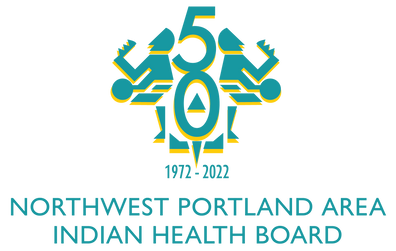 50
1972 - 2022
NORTHWEST PORTLAND AREA
INDIAN HEALTH BOARD